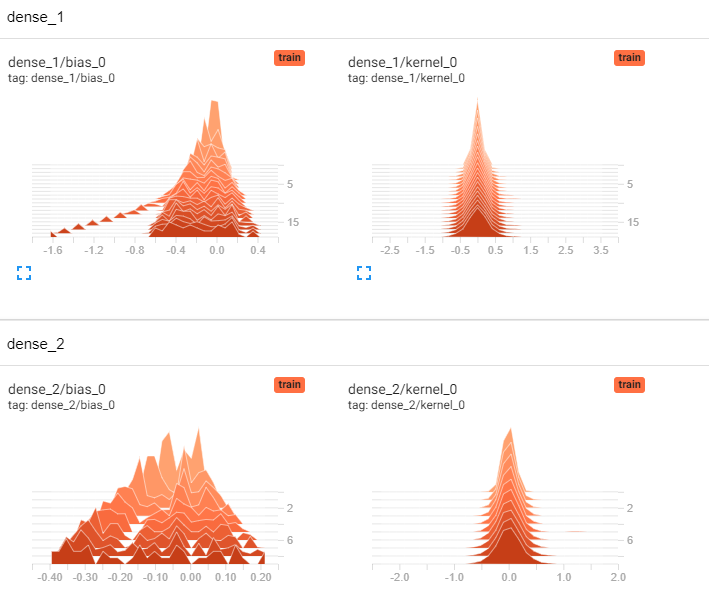 dense_1
dense_1/bias_0 train
tag: dense_1/bias_0
5
15
-1.6 -1.2 -0.8 -0.4 0.0 0.4
dense_1/kernel_0 train
tag: dense_1/kernel_0
5
15
-2.5 -1.5 -0.5 0.5 1.5 2.5 3.5
dense_2
dense_2/bias_0 train
tag: dense_2/bias_0
2
6
-0.40 -0.30 -0.20 -0.10 0.00 0.10 0.20
dense_2/kernel_0 train
tag: dense_2/kernel_0
2
6
-2.0 -1.0 0.0 1.0 2.0